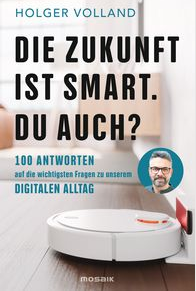 HOLGER VOLLAND
DIE ZUKUNFT
IST SMART.
DU AUCH?
100 ANTWORTEN
auf die wichtigsten Fragen zu unserem
DIGITALEN ALLTAG
mosaik